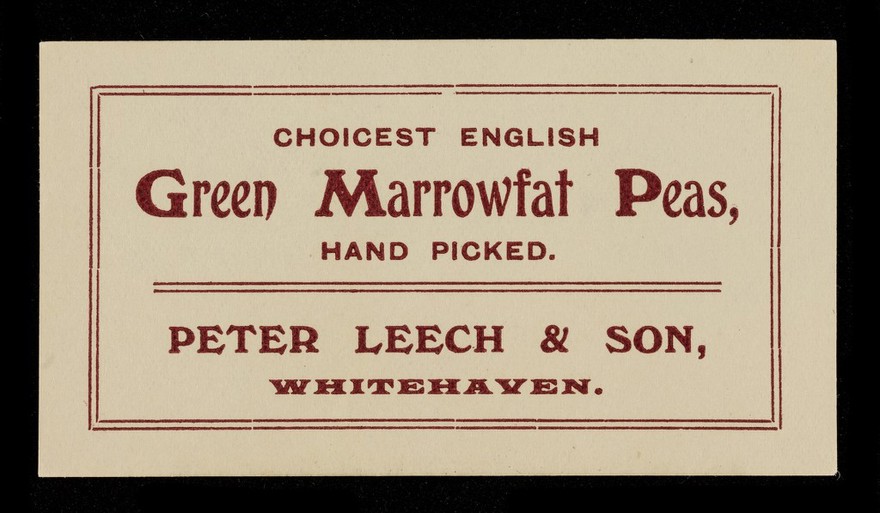 CHOICEST ENGLISH
Green Marrowfat Peas,
HAND PICKED.
PETER LEECH & SON,
WHITEHAVEN.